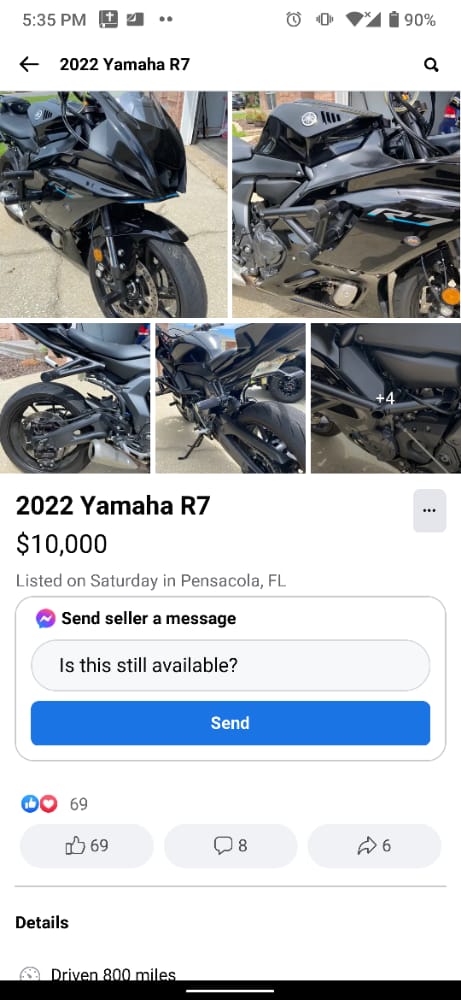 5:35 PM
90%
2022 Yamaha R7
R7
+4
2022 Yamaha R7
$10,000
Listed on Saturday in Pensacola, FL
Send seller a message
Is this still available?
Send
69
69
8
6
Details
Driven 800 miles